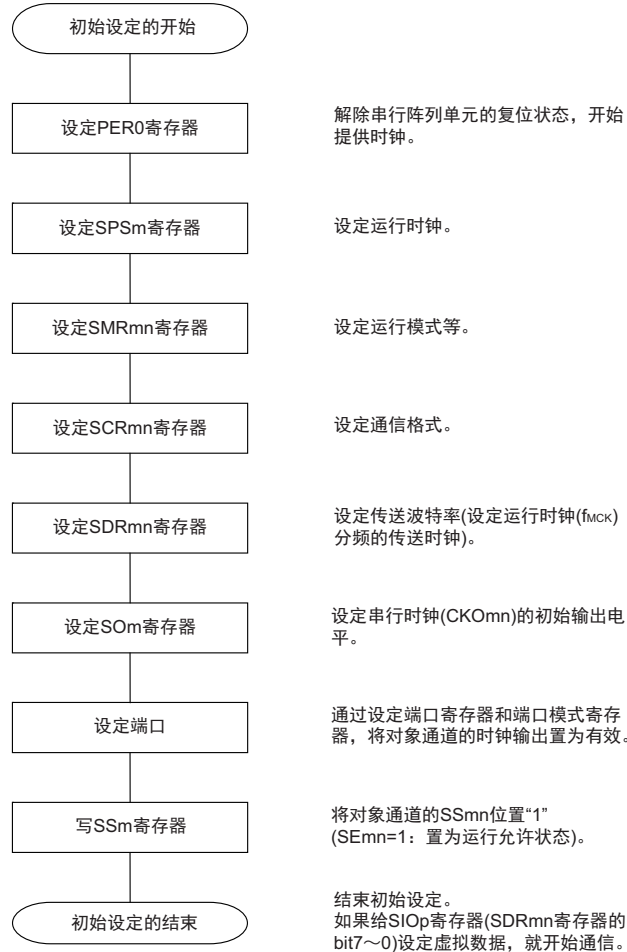 初始设定的开始
设定PER0寄存器
解除串行阵列单元的复位状态，开始
提供时钟。
设定SPSm寄存器
设定运行时钟。
设定SMRmn寄存器
设定运行模式等。
设定SCRmn寄存器
设定通信格式。
设定SDRmn寄存器
设定传送波特率(设定运行时钟(fMCK)
分频的传送时钟)。
设定SOm寄存器
设定串行时钟(CKOmn)的初始输出电
平。
设定端口
通过设定端口寄存器和端口模式寄存
器，将对象通道的时钟输出置为有效。
写SSm寄存器
将对象通道的SSmn位置“1”
(SEmn=1：置为运行允许状态)。
初始设定的结束
结束初始设定。
如果给SIOp寄存器(SDRmn寄存器的
bit7～0)设定虚拟数据，就开始通信。